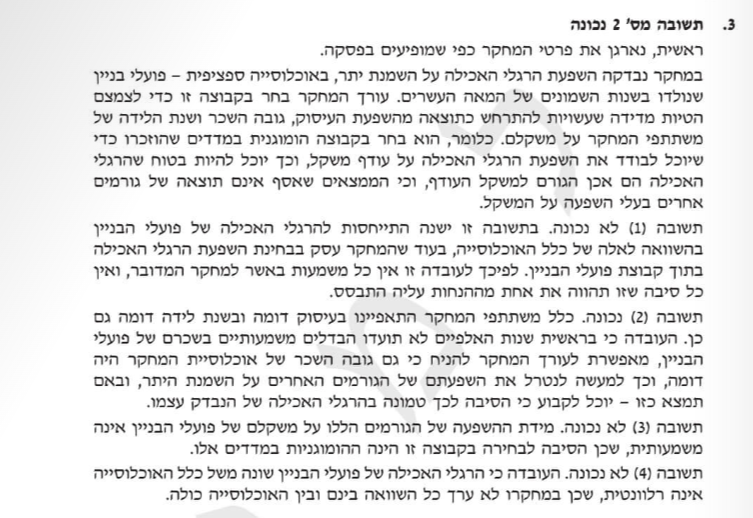 3. תשובה מס' 2 נכונה
ראשית, נארגן את פרטי המחקר כפי שמופיעים בפסקה.
במחקר נבדקה השפעת הרגלי האכילה על השמנת יתר, באוכלוסייה ספציפית – פועלי בניין
שנולדו בשנות השמונים של המאה העשרים. עורך המחקר בחר בקבוצה זו כדי לצמצם
הטיות מדידה שעשויות להתרחש כתוצאה מהשפעת העיסוק, גובה השכר ושנת הלידה של
משתתפי המחקר על משקלם. כלומר, הוא בחר בקבוצה הומוגנית במדדים שהוזכרו כדי
שיוכל לבודד את השפעת הרגלי האכילה על עודף משקל, וכך יוכל להיות בטוח שהרגלי
האכילה הם אכן הגורם למשקל העודף, וכי הממצאים שאסף אינם תוצאה של גורמים
אחרים בעלי השפעה על המשקל.
תשובה (1) לא נכונה. בתשובה זו ישנה התייחסות להרגלי האכילה של פועלי הבניין
בהשוואה לאלה של כלל האוכלוסייה, בעוד שהמחקר עסק בבחינת השפעת הרגלי האכילה
בתוך קבוצת פועלי הבניין. לפיכך לעובדה זו אין כל משמעות באשר למחקר המדובר, ואין
כל סיבה שזו תהווה את אחת מההנחות עליה התבסס.
תשובה (2) נכונה. כלל משתתפי המחקר התאפיינו בעיסוק דומה ובשנת לידה דומה גם
כן. העובדה כי בראשית שנות האלפיים לא תועדו הבדלים משמעותיים בשכרם של פועלי
הבניין, מאפשרת לעורך המחקר להניח כי גם גובה השכר של אוכלוסיית המחקר היה
דומה, וכך למעשה לנטרל את השפעתם של הגורמים האחרים על השמנת היתר, ובאם
תמצא כזו – יוכל לקבוע כי הסיבה לכך טמונה בהרגלי האכילה של הנבדק עצמו.
תשובה (3) לא נכונה. מידת ההשפעה של הגורמים הללו על משקלם של פועלי הבניין אינה
משמעותית, שכן הסיבה לבחירה בקבוצה זו הינה ההומוגניות במדדים אלו.
תשובה (4) לא נכונה. העובדה כי הרגלי האכילה של פועלי הבניין שונה משל כלל האוכלוסייה
אינה רלוונטית, שכן במחקרו לא ערך כל השוואה בינם ובין האוכלוסייה כולה.